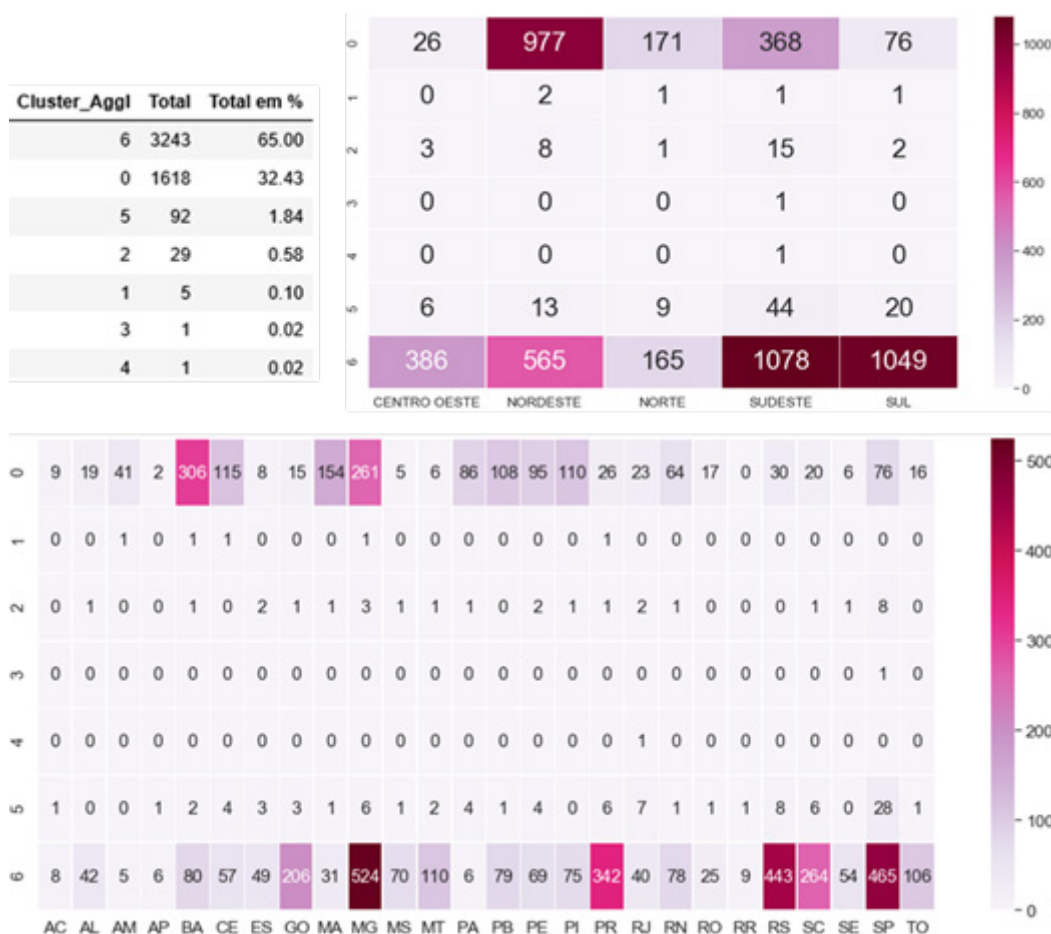 Cluster_Aggl Total Total em %
6 3243 65.00
0 1618 32.43
5 92 1.84
2 29 0.58
1 5 0.10
3 1 0.02
4 1 0.02
0 26 977 171 368 76
1 0 2 1 1 1
2 3 8 1 15 2
3 0 0 0 1 0
4 0 0 0 1 0
5 6 13 9 44 20
6 386 565 165 1078 1049
CENTRO OESTE NORDESTE NORTE SUDESTE SUL
1000
800
600
400
200
0
0 9 19 41 2 306 115 8 15 154 261 5 6 86 108 95 110 26 23 64 17 0 30 20 6 76 16
1 0 0 1 0 1 1 0 0 0 1 0 0 0 0 0 0 1 0 0 0 0 0 0 0 0 0
2 0 1 0 0 1 0 2 1 1 3 1 1 1 0 2 1 1 2 1 0 0 0 1 1 8 0
3 0 0 0 0 0 0 0 0 0 0 0 0 0 0 0 0 0 0 0 0 0 0 0 0 1 0
4 0 0 0 0 0 0 0 0 0 0 0 0 0 0 0 0 0 1 0 0 0 0 0 0 0 0
5 1 0 0 1 2 4 3 3 1 6 1 2 4 1 4 0 6 7 1 1 1 8 6 0 28 1
6 8 42 5 6 80 57 49 206 31 524 70 110 6 79 69 75 342 40 78 25 9 443 264 54 465 106
AC AL AM AP BA CE ES GO MA MG MS MT PA PB PE PI PR RJ RN RO RR RS SC SE SP TO
500
400
300
200
100
0